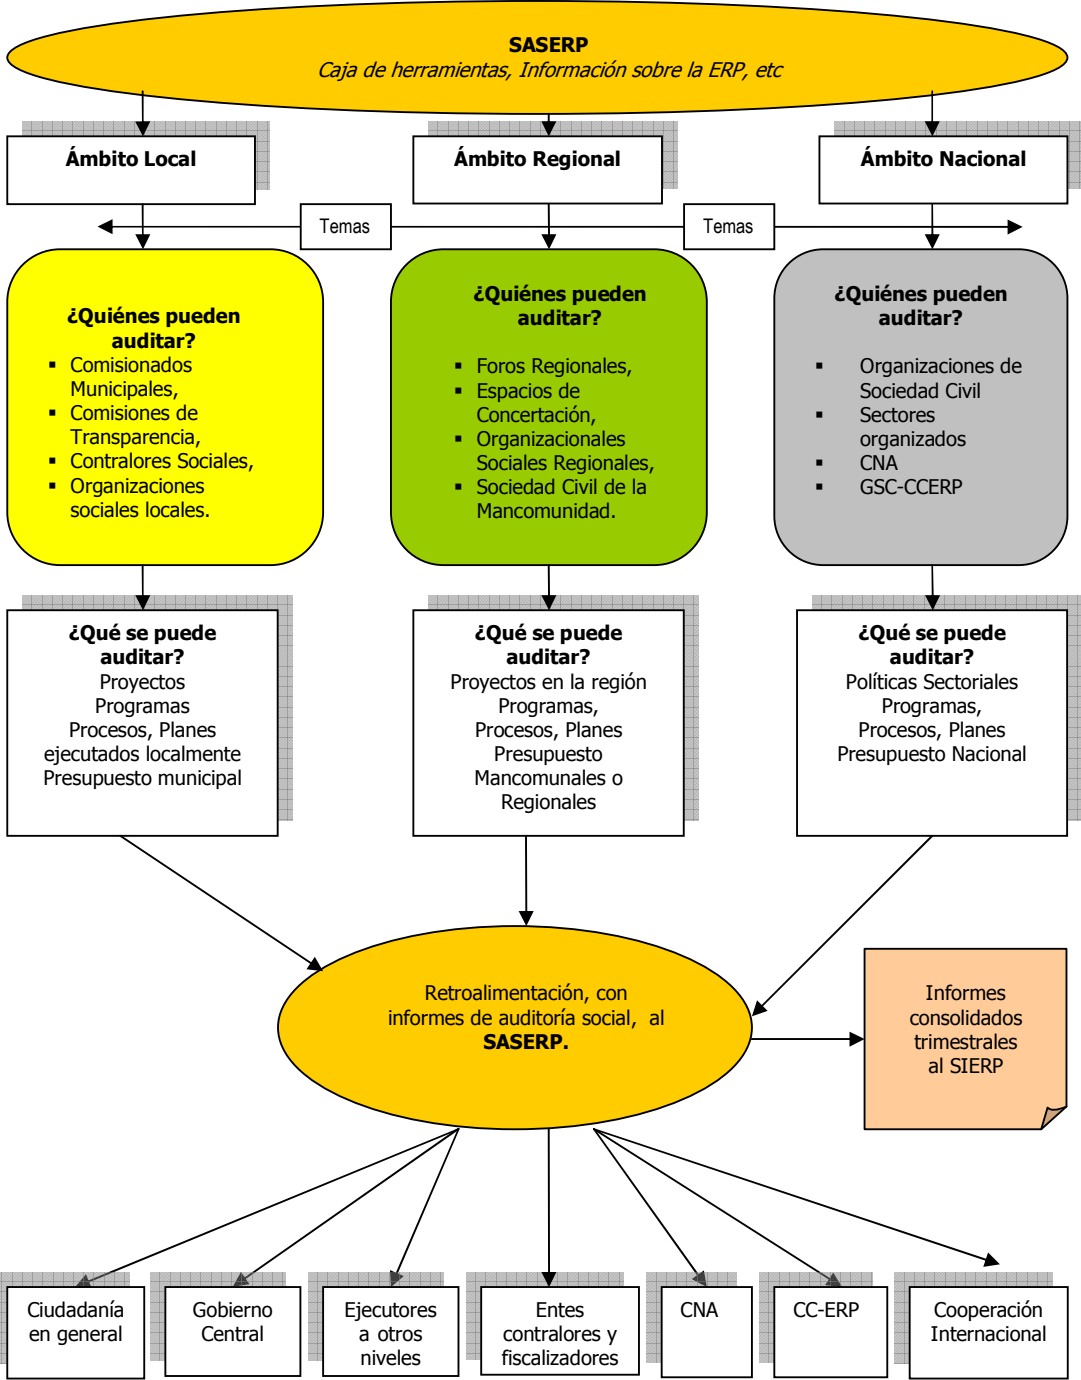 SASERP
Caja de herramientas, Información sobre la ERP, etc
Ámbito Local
Ámbito Regional
Ámbito Nacional
Temas
Temas
¿Quiénes pueden
auditar?
▪ Comisionados
Municipales,
▪ Comisiones de
Transparencia,
▪ Contralores Sociales,
▪ Organizaciones
sociales locales.
¿Quiénes pueden
auditar?
▪ Foros Regionales,
▪ Espacios de
Concertación,
▪ Organizacionales
Sociales Regionales,
▪ Sociedad Civil de la
Mancomunidad.
¿Quiénes pueden
auditar?
▪ Organizaciones de
Sociedad Civil
▪ Sectores
organizados
▪ CNA
▪ GSC-CCERP
¿Qué se puede
auditar?
Proyectos
Programas
Procesos, Planes
ejecutados localmente
Presupuesto municipal
¿Qué se puede
auditar?
Proyectos en la región
Programas,
Procesos, Planes
Presupuesto
Mancomunales o
Regionales
¿Qué se puede
auditar?
Políticas Sectoriales
Programas,
Procesos, Planes
Presupuesto Nacional
Retroalimentación, con
informes de auditoría social, al
SASERP.
Informes
consolidados
trimestrales
al SIERP
Ciudadanía
en general
Gobierno
Central
Ejecutores
a otros
niveles
Entes
contralores y
fiscalizadores
CNA
CC-ERP
Cooperación
Internacional